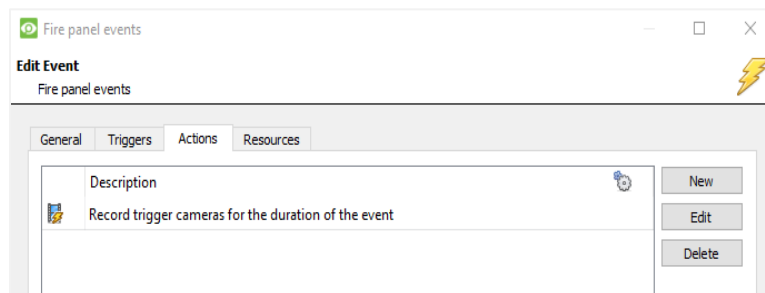 Fire panel events
Edit Event
Fire panel events
General Triggers Actions Resources
Description
New
Record trigger cameras for the duration of the event
Edit
Delete